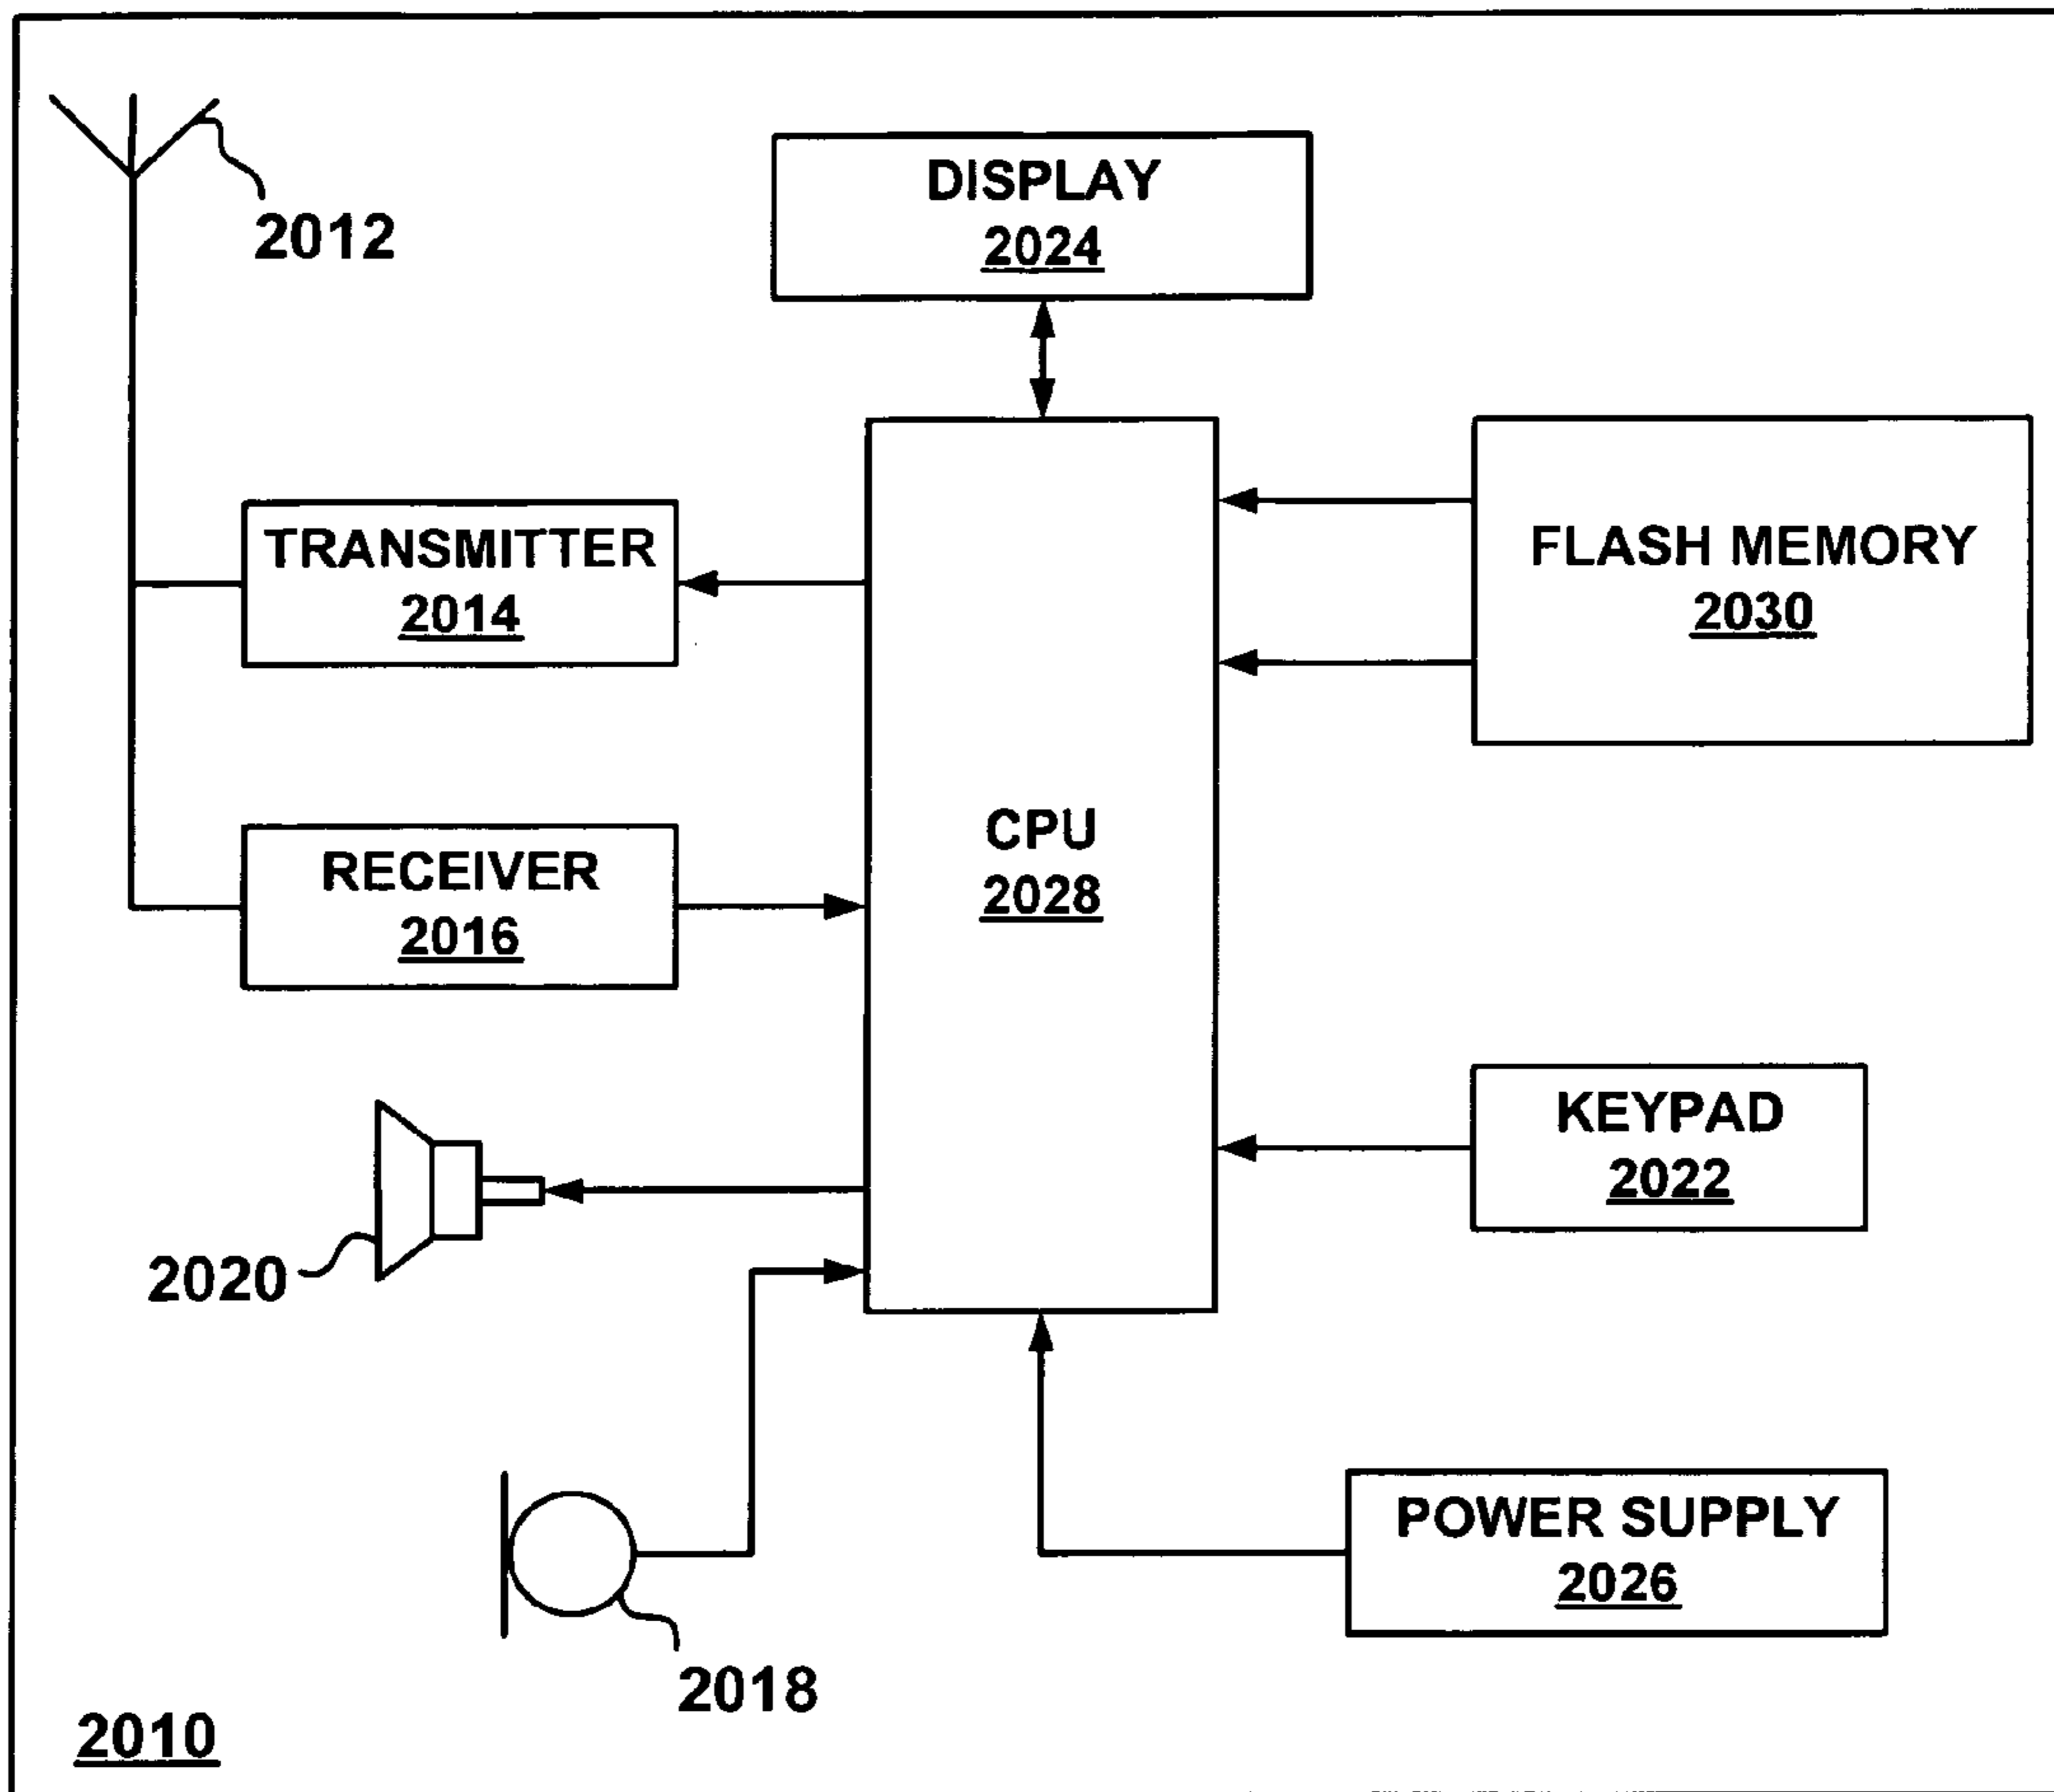 2012
DISPLAY
2024
TRANSMITTER
2014
FLASH MEMORY
2030
CPU
2028
RECEIVER
2016
KEYPAD
2022
2020
POWER SUPPLY
2026
2018
2010